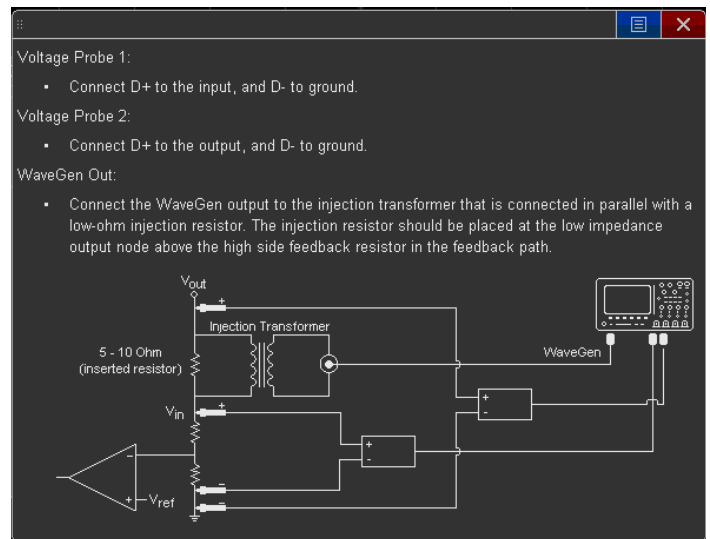 Voltage Probe 1:
▪ Connect D+ to the input, and D- to ground.
Voltage Probe 2:
▪ Connect D+ to the output, and D- to ground.
WaveGen Out:
▪ Connect the WaveGen output to the injection transformer that is connected in parallel with a
low-ohm injection resistor. The injection resistor should be placed at the low impedance
output node above the high side feedback resistor in the feedback path.
Vout
+
Injection Transformer
5 - 10 Ohm
(inserted resistor)
WaveGen
+
-
Vin
+
+
-
-
-
-
+
Vref